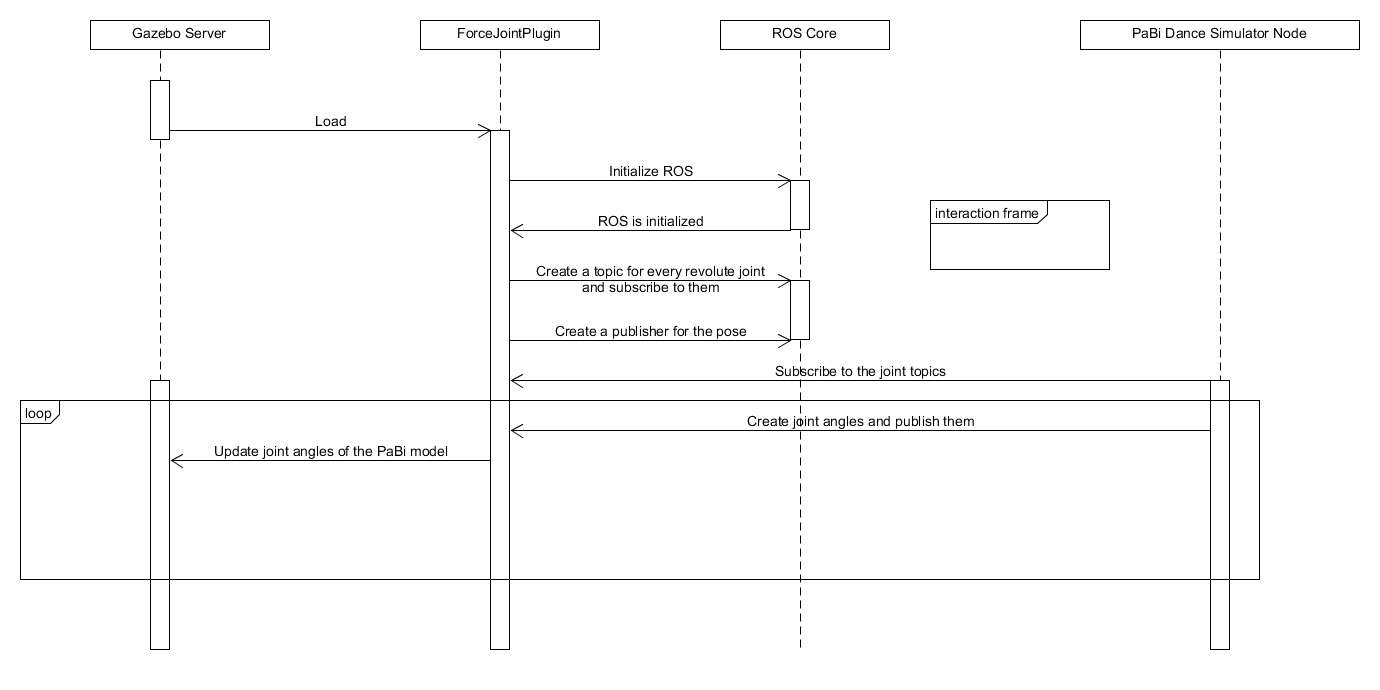 Gazebo Server
ForceJointPlugin
ROS Core
PaBi Dance Simulator Node
Load
Initialize ROS
interaction frame
ROS is initialized
Create a topic for every revolute joint
and subscribe to them
Create a publisher for the pose
Subscribe to the joint topics
loop
Create joint angles and publish them
Update joint angles of the PaBi model